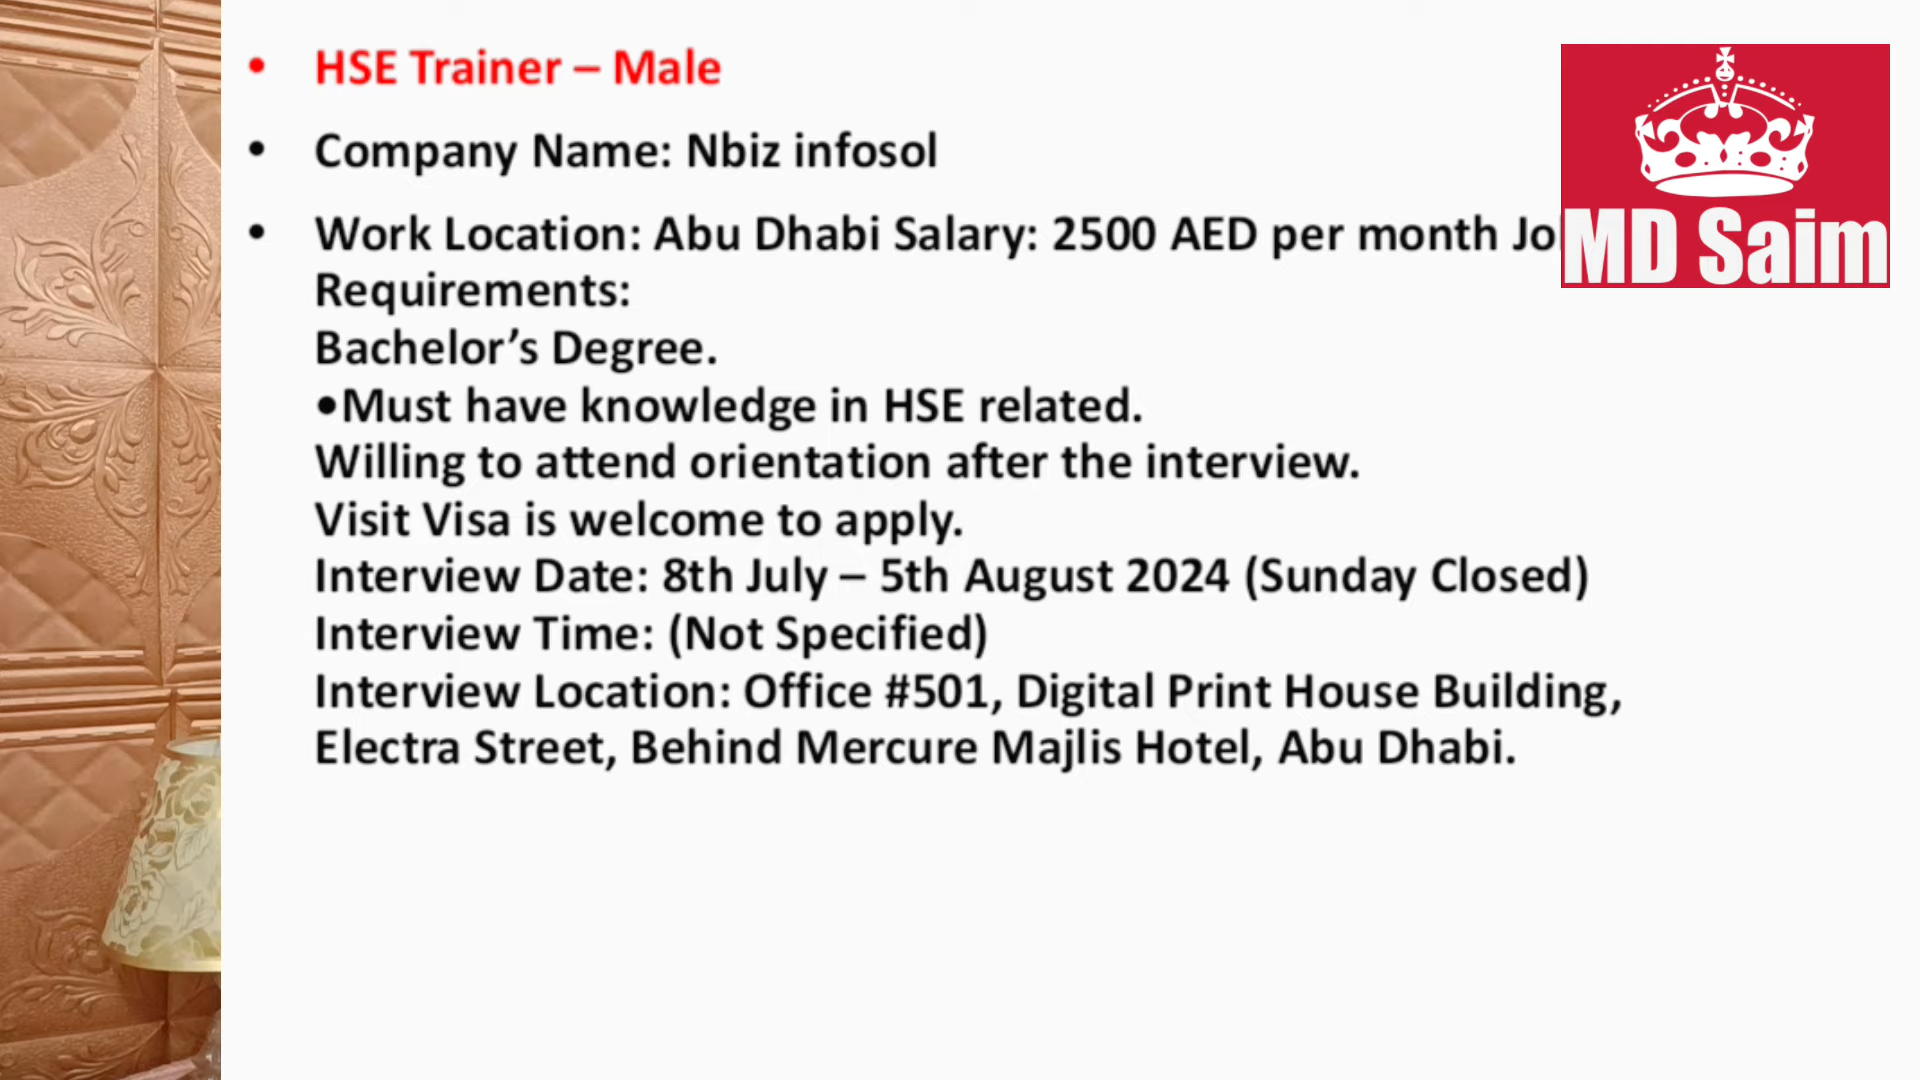 • HSE Trainer – Male
• Company Name: Nbiz infosol
• Work Location: Abu Dhabi Salary: 2500 AED per month
Requirements:
Bachelor’s Degree.
•Must have knowledge in HSE related.
Willing to attend orientation after the interview.
Visit Visa is welcome to apply.
Interview Date: 8th July – 5th August 2024 (Sunday Closed)
Interview Time: (Not Specified)
Interview Location: Office #501, Digital Print House Building,
Electra Street, Behind Mercure Majlis Hotel, Abu Dhabi.
MD Saim